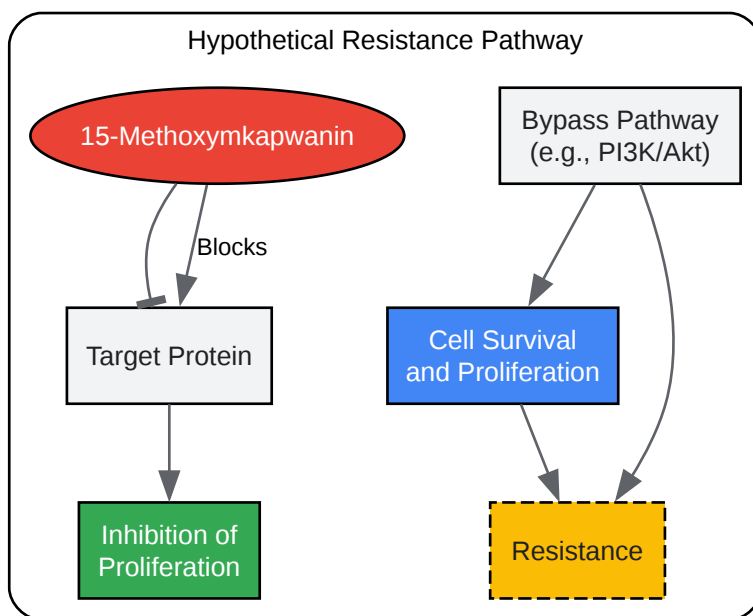 Hypothetical Resistance Pathway
15-Methoxymkapwanin
Bypass Pathway
(e.g., PI3K/Akt)
Blocks
Target Protein
Cell Survival
and Proliferation
Inhibition of
Proliferation
Resistance